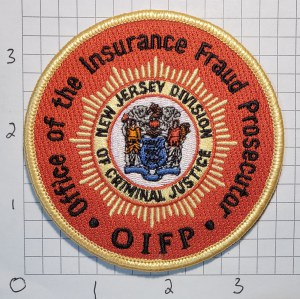 Office of the Insurance Fraud Prosecutor
NEW JERSEY DIVISION
OF CRIMINAL JUSTICE
• OIFP •
3
2
1
0
1
2
3